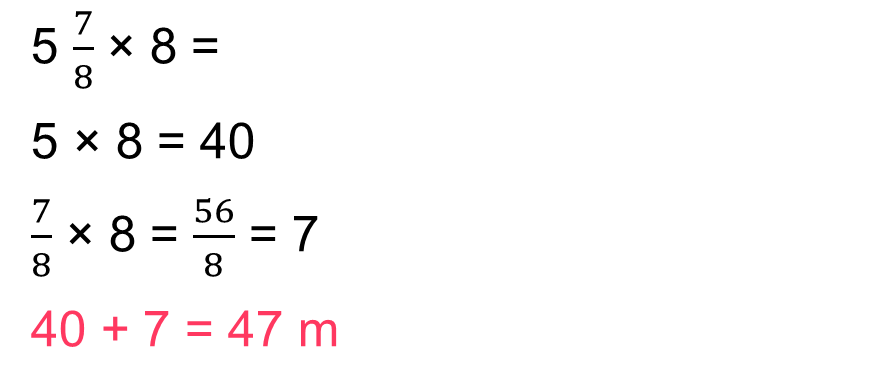 5 7/8 × 8 =
5 × 8 = 40
7/8 × 8 = 56/8 = 7
40 + 7 = 47 m